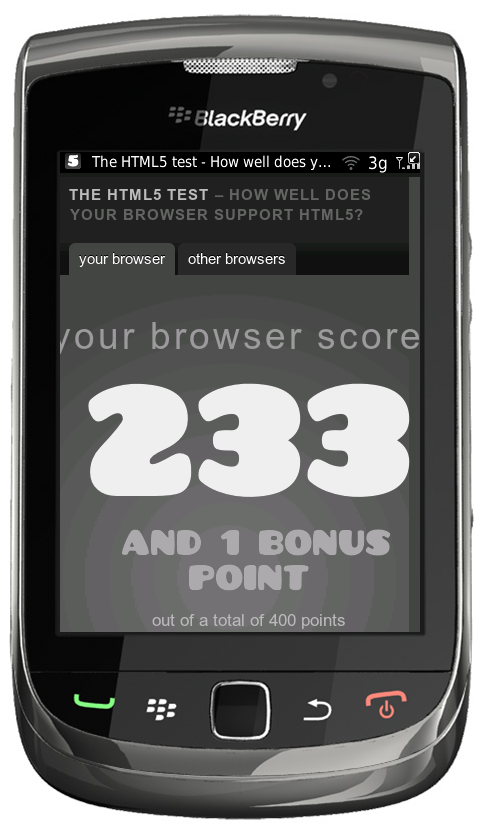 BlackBerry
5 The HTML5 test - How well does y... 3g
THE HTML5 TEST – HOW WELL DOES
YOUR BROWSER SUPPORT HTML5?
your browser other browsers
your browser score
233
AND 1 BONUS
POINT
out of a total of 400 points